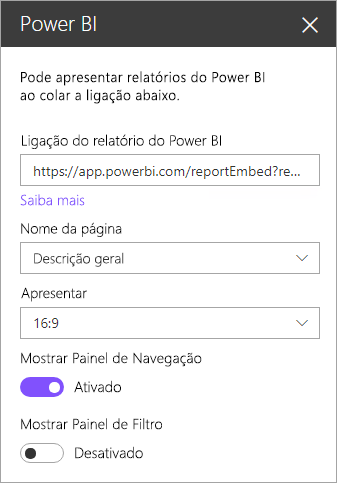 Power BI
Pode apresentar relatórios do Power BI
ao colar a ligação abaixo.
Ligação do relatório do Power BI
https://app.powerbi.com/reportEmbed?re...
Saiba mais
Nome da página
Descrição geral
Apresentar
16:9
Mostrar Painel de Navegação
Ativado
Mostrar Painel de Filtro
Desativado